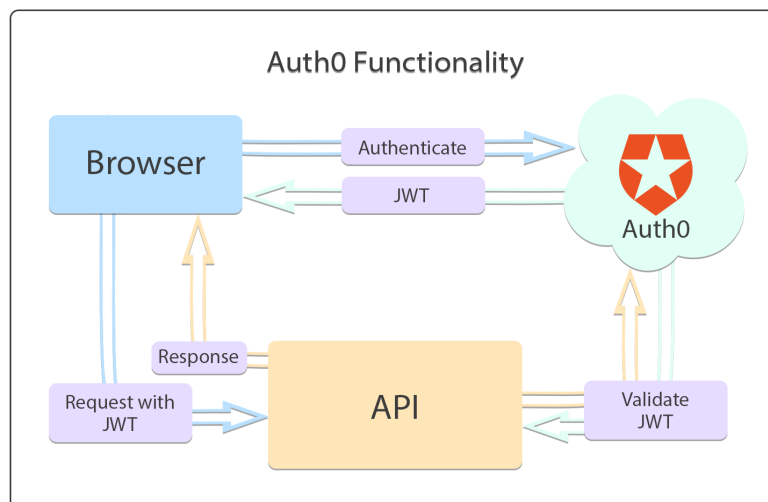 Auth0 Functionality
Browser
Authenticate
JWT
Auth0
Response
API
Request with
JWT
Validate
JWT